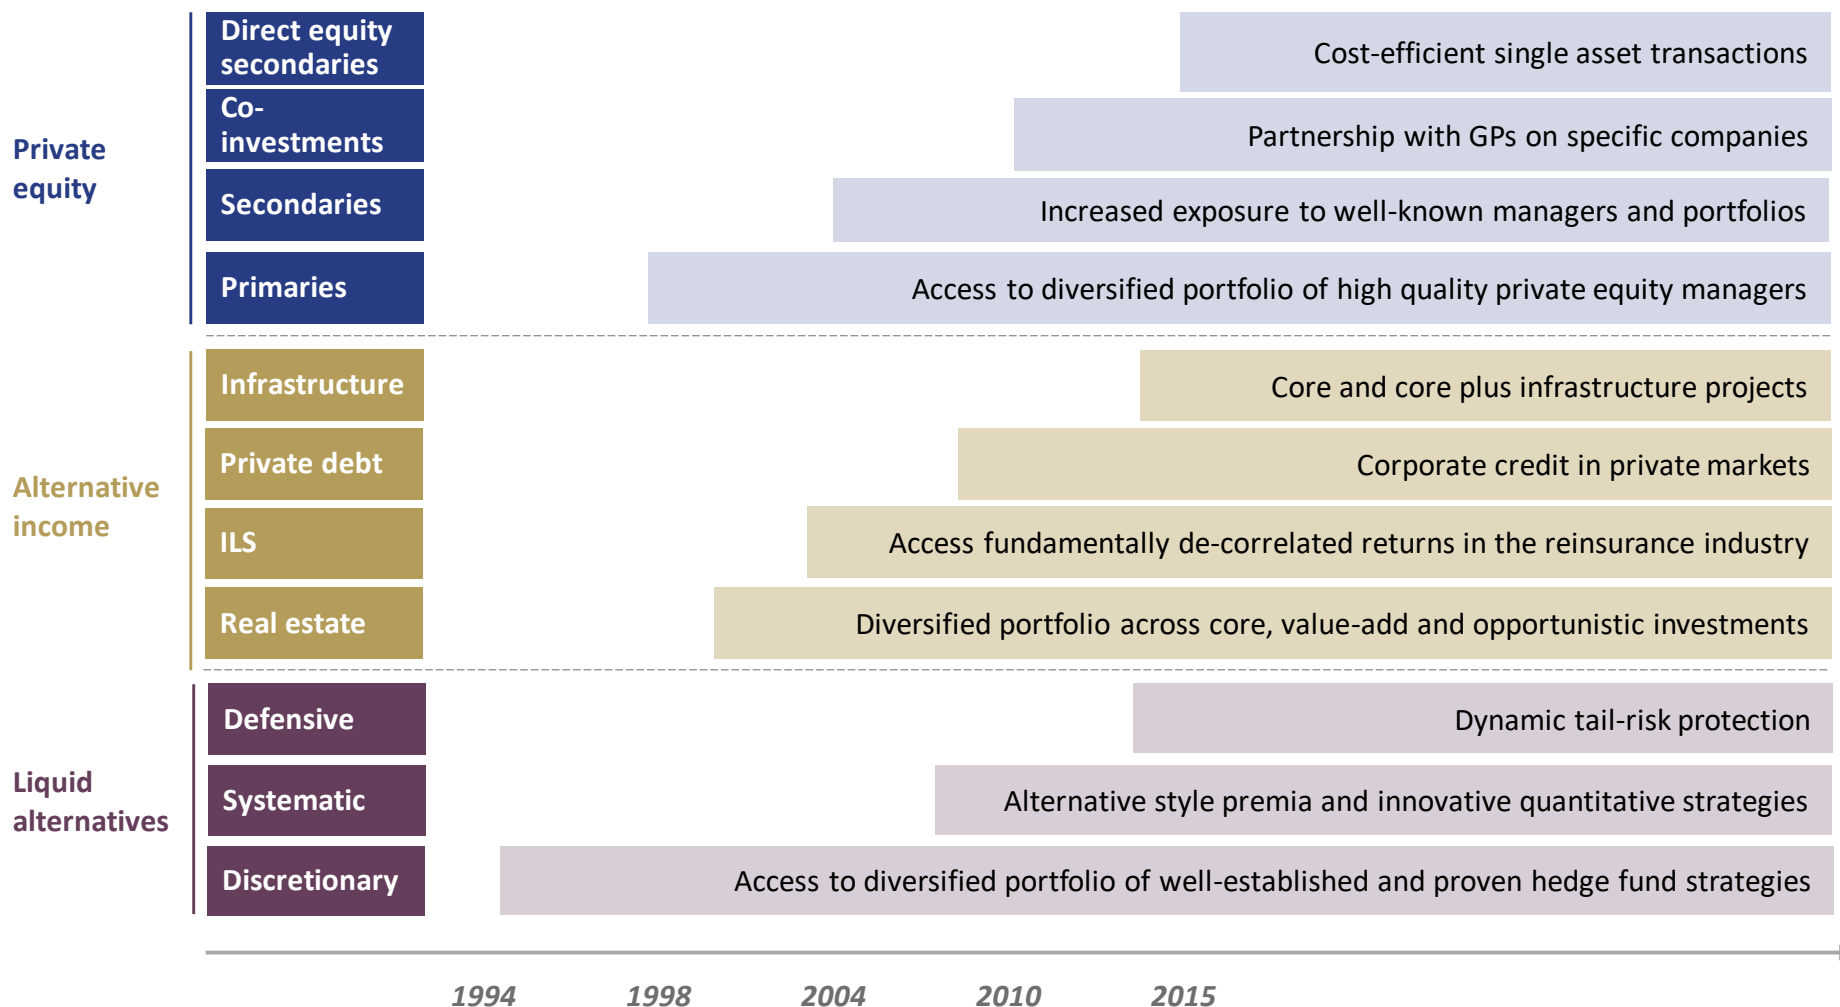 Direct equity
secondaries
Cost-efficient single asset transactions
Co-
investments
Partnership with GPs on specific companies
Private
equity
Secondaries
Increased exposure to well-known managers and portfolios
Primaries
Access to diversified portfolio of high quality private equity managers
Infrastructure
Core and core plus infrastructure projects
Private debt
Corporate credit in private markets
Alternative
income
ILS
Access fundamentally de-correlated returns in the reinsurance industry
Real estate
Diversified portfolio across core, value-add and opportunistic investments
Defensive
Dynamic tail-risk protection
Liquid
alternatives
Systematic
Alternative style premia and innovative quantitative strategies
Discretionary
Access to diversified portfolio of well-established and proven hedge fund strategies
1994 1998 2004 2010 2015